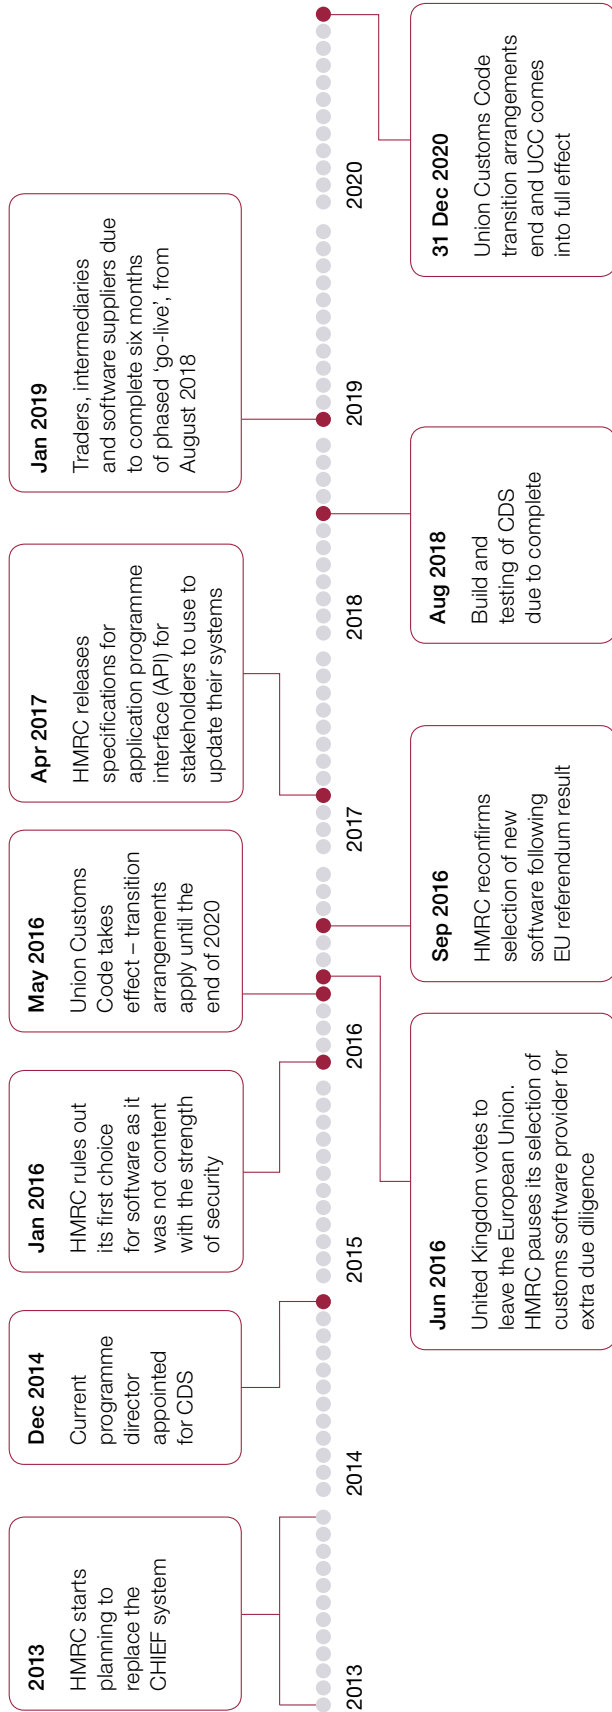 2013
HMRC starts
planning to
replace the
CHIEF system
Dec 2014
Current
programme
director
appointed
for CDS
Jan 2016
HMRC rules out
its first choice
for software as it
was not content
with the strength
of security
May 2016
Union Customs
Code takes
effect – transition
arrangements
apply until the
end of 2020
Apr 2017
HMRC releases
specifications for
application programme
interface (API) for
stakeholders to use to
update their systems
Jan 2019
Traders, intermediaries
and software suppliers due
to complete six months
of phased ‘go-live’, from
August 2018
2013
2014
2015
2016
2017
2018
2019
2020
Jun 2016
United Kingdom votes to
leave the European Union.
HMRC pauses its selection of
customs software provider for
extra due diligence
Sep 2016
HMRC reconfirms
selection of new
software following
EU referendum result
Aug 2018
Build and
testing of CDS
due to complete
31 Dec 2020
Union Customs Code
transition arrangements
end and UCC comes
into full effect